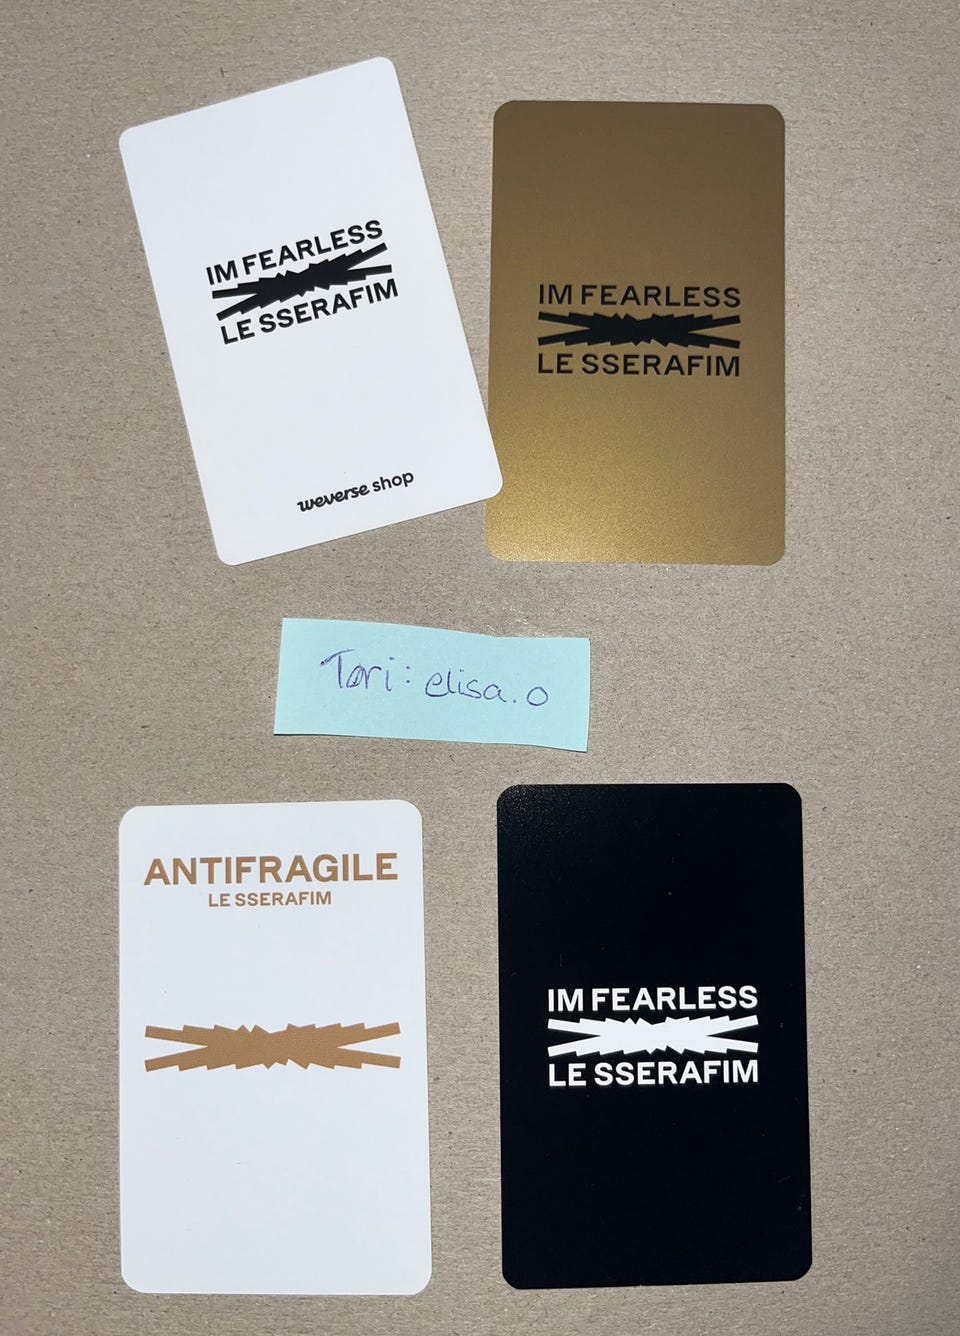 IM FEARLESS
LE SSERAFIM
weverse shop
IM FEARLESS
LE SSERAFIM
Tori: elisa.o
ANTIFRAGILE
LE SSERAFIM
IM FEARLESS
LE SSERAFIM